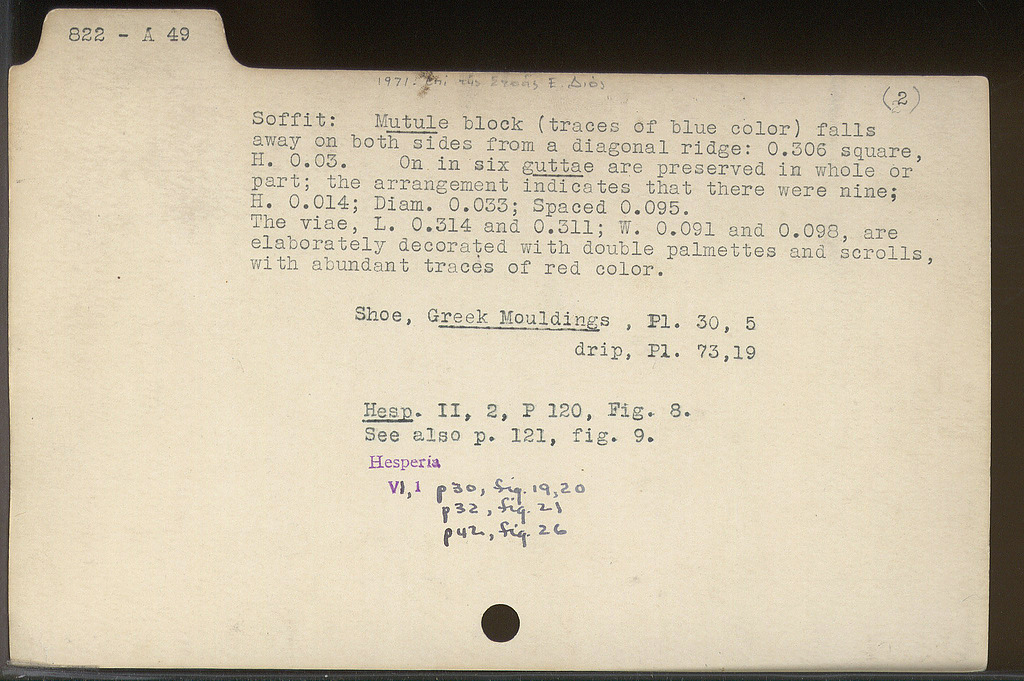 822 - A 49
1971. Επί της Στοάς Ε. Διός
(2)
Soffit: Mutule block (traces of blue color) falls
away on both sides from a diagonal ridge: 0.306 square,
H. 0.03. On in six guttae are preserved in whole or
part; the arrangement indicates that there were nine;
H. 0.014; Diam. 0.033; Spaced 0.095.
The viae, L. 0.314 and 0.311; W. 0.091 and 0.098, are
elaborately decorated with double palmettes and scrolls,
with abundant traces of red color.
Shoe, Greek Mouldings , Pl. 30, 5
drip, Pl. 73,19
Hesp. II, 2, P 120, Fig. 8.
See also p. 121, fig. 9.
Hesperia
VI,1 p30, fig. 19,20
p32, fig. 21
p42, fig. 26